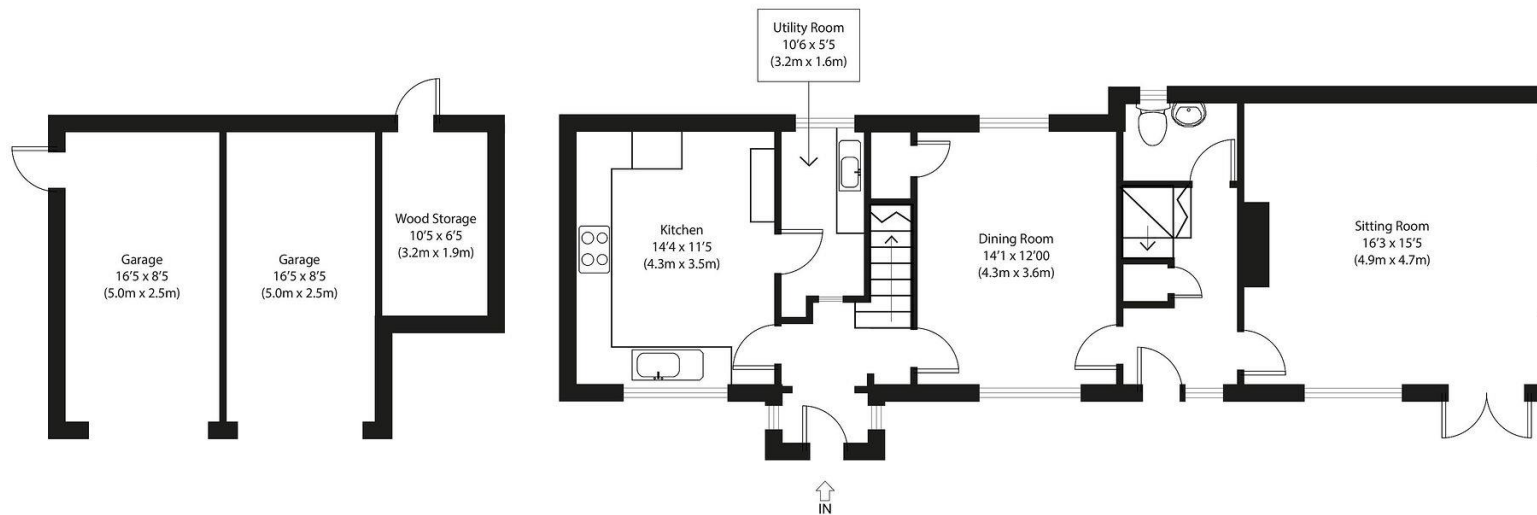 Utility Room
10'6 x 5'5
(3.2m x 1.6m)
Garage
16'5 x 8'5
(5.0m x 2.5m)
Garage
16'5 x 8'5
(5.0m x 2.5m)
Wood Storage
10'5 x 6'5
(3.2m x 1.9m)
Kitchen
14'4 x 11'5
(4.3m x 3.5m)
Dining Room
14'1 x 12'00
(4.3m x 3.6m)
Sitting Room
16'3 x 15'5
(4.9m x 4.7m)
IN